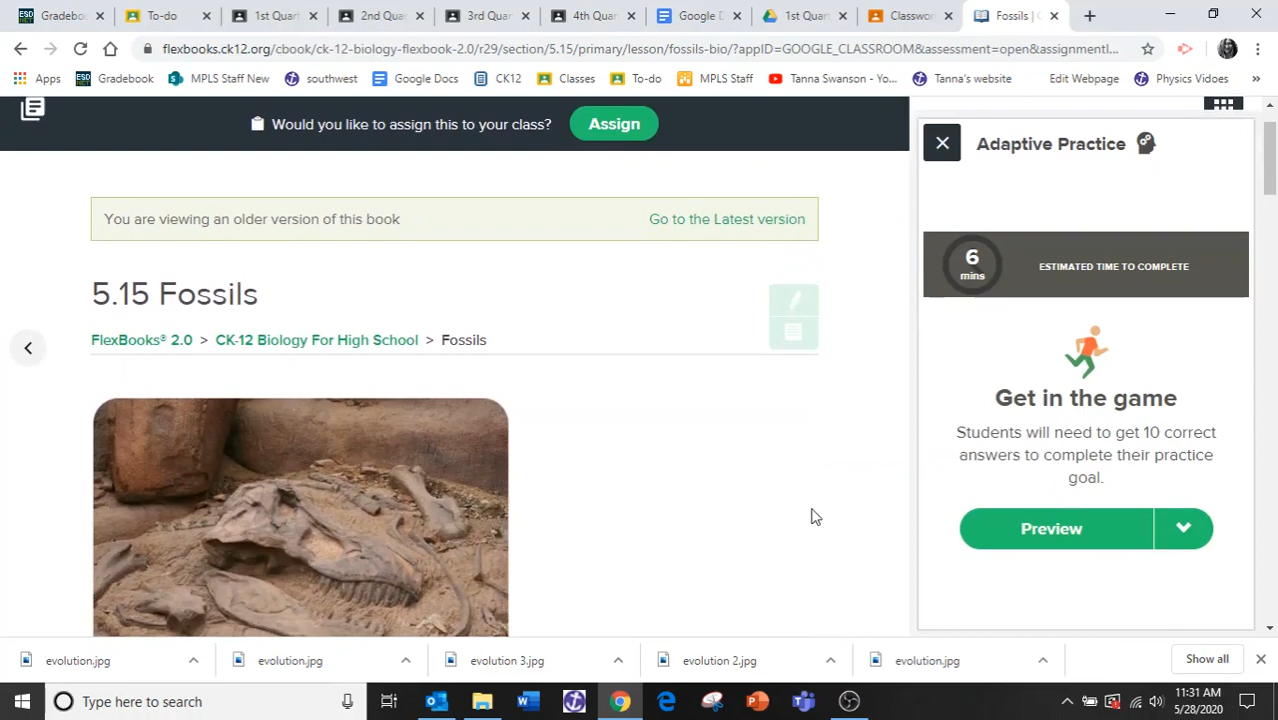 Gradeboo
To-do
1st Quar
2nd Qua
3rd Qua
4th Quar
Google D
1st Quart
Classwor
Fossils | C
flexbooks.ck12.org/cbook/ck-12-biology-flexbook-2.0/r29/section/5.15/primary/lesson/fossils-bio/?appID=GOOGLE_CLASSROOM&assessment=open&assignmentI...
Apps
Gradebook
MPLS Staff New
southwest
Google Docs
CK12
Classes
To-do
MPLS Staff
Tanna Swanson - Yo...
Tanna's website
Edit Webpage
Physics Vidoes
»
Would you like to assign this to your class?
Assign
You are viewing an older version of this book
Go to the Latest version
5.15 Fossils
FlexBooks® 2.0 > CK-12 Biology For High School > Fossils
Adaptive Practice
6
mins
ESTIMATED TIME TO COMPLETE
Get in the game
Students will need to get 10 correct
answers to complete their practice
goal.
Preview
evolution.jpg
evolution.jpg
evolution 3.jpg
evolution 2.jpg
evolution.jpg
Show all
Type here to search
11:31 AM
5/28/2020